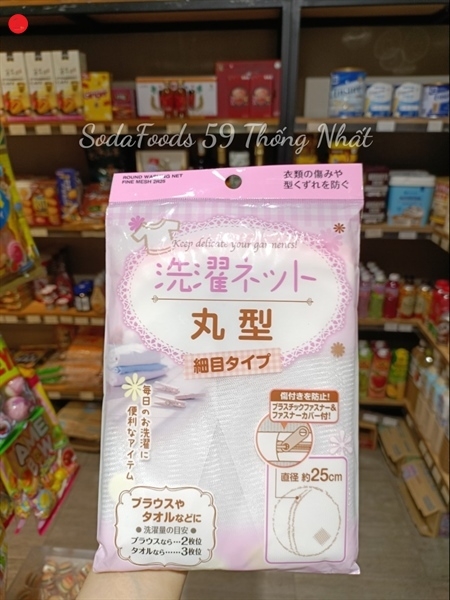 SodaFoods 59 Thống Nhất
ROUND WASHING NET
FINE MESH 2525
衣類の傷みや
型くずれを防ぐ
Keep delicate your garments!
洗濯ネット
丸型
細目タイプ
毎日のお洗濯に
便利なアイテム
傷付きを防止!
プラスチックファスナー&
ファスナーカバー付!
直径 約25cm
ブラウスや
タオルなどに
●洗濯量の目安●
ブラウスなら…2枚位
タオルなら……3枚位